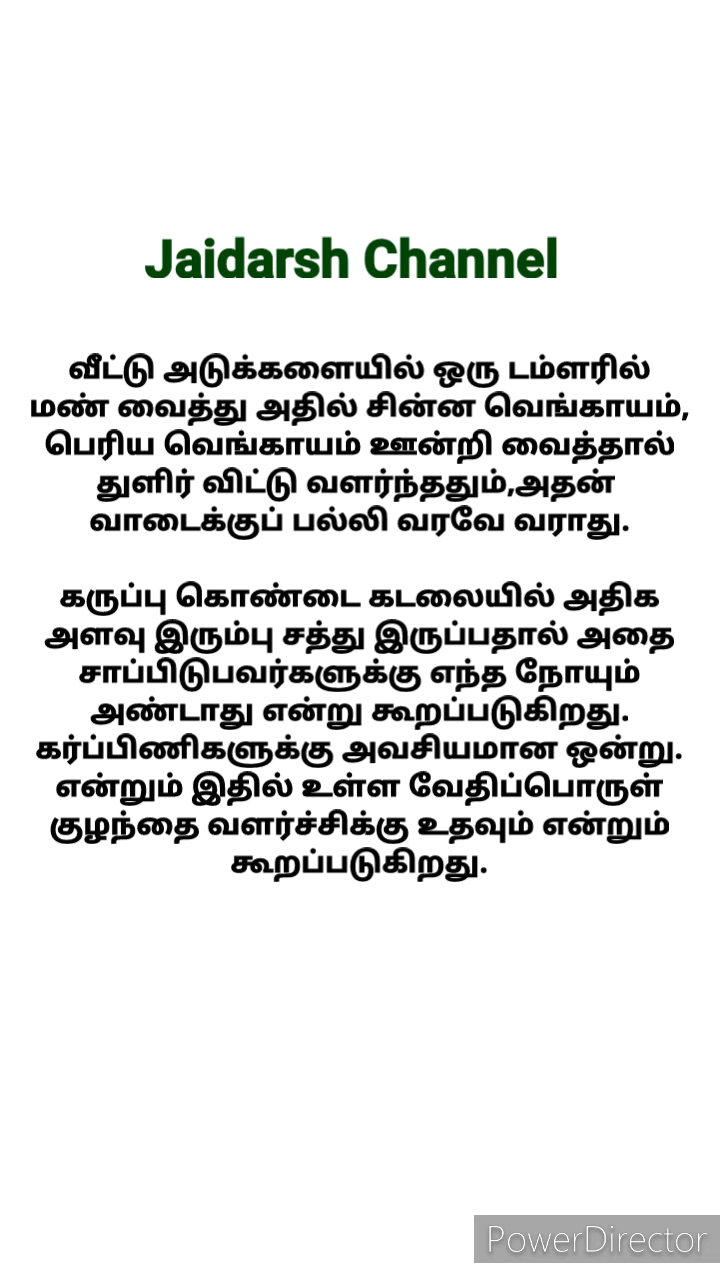 Jaidarsh Channel
வீட்டு அடுக்களையில் ஒரு டம்ளரில்
மண் வைத்து அதில் சின்ன வெங்காயம்,
பெரிய வெங்காயம் ஊன்றி வைத்தால்
துளிர் விட்டு வளர்ந்ததும்,அதன்
வாடைக்குப் பல்லி வரவே வராது.
கருப்பு கொண்டை கடலையில் அதிக
அளவு இரும்பு சத்து இருப்பதால் அதை
சாப்பிடுபவர்களுக்கு எந்த நோயும்
அண்டாது என்று கூறப்படுகிறது.
கர்ப்பிணிகளுக்கு அவசியமான ஒன்று.
என்றும் இதில் உள்ள வேதிப்பொருள்
குழந்தை வளர்ச்சிக்கு உதவும் என்றும்
கூறப்படுகிறது.
PowerDirector